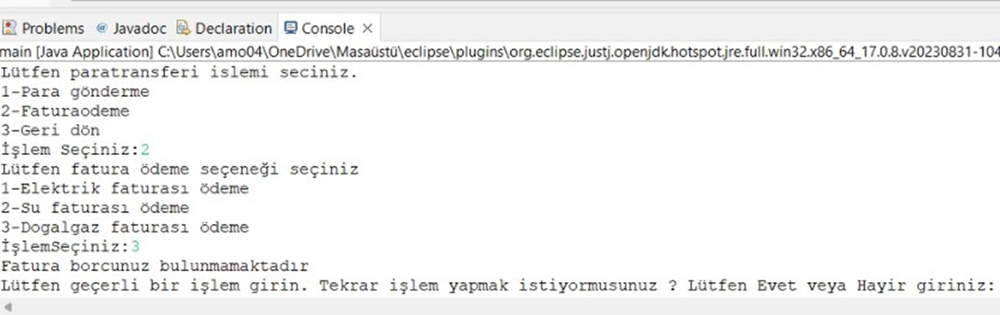 Problems @ Javadoc Declaration Console
main [Java Application] C:\Users\amo04\OneDrive\Masaüstü\eclipse\plugins\org.eclipse.justj.openjdk.hotspot.jre.full.win32.x86_64_17.0.8.v20230831-104
Lütfen paratransferi islemi seciniz.
1-Para gönderme
2-Faturaodeme
3-Geri dön
İşlem Seçiniz:2
Lütfen fatura ödeme seçeneği seçiniz
1-Elektrik faturası ödeme
2-Su faturası ödeme
3-Dogalgaz faturası ödeme
İşlemSeçiniz:3
Fatura borcunuz bulunmamaktadır
Lütfen geçerli bir işlem girin. Tekrar işlem yapmak istiyormusunuz ? Lütfen Evet veya Hayir giriniz: